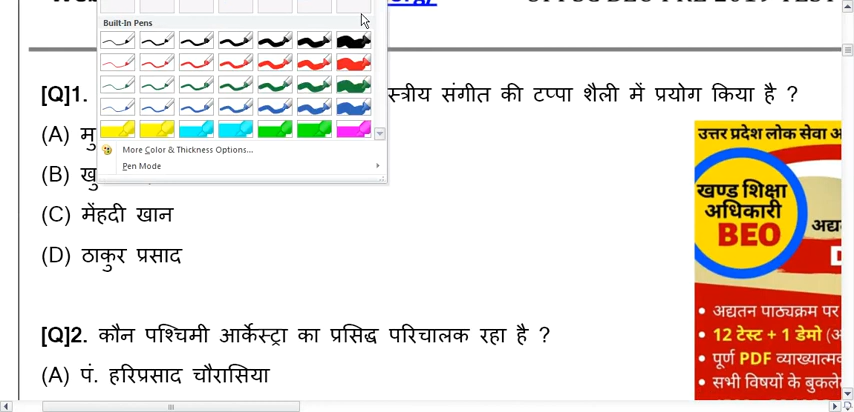 Built-In Pens
[Q]1. स्त्रीय संगीत की टप्पा शैली में प्रयोग किया है ?
(A) मु
(B) खु
More Color & Thickness Options...
Pen Mode
(C) मेंहदी खान
(D) ठाकुर प्रसाद
[Q]2. कौन पश्चिमी आर्केस्ट्रा का प्रसिद्ध परिचालक रहा है ?
(A) पं. हरिप्रसाद चौरासिया
उत्तर प्रदेश लोक सेवा
खण्ड शिक्षा
अधिकारी
BEO
अद्य
• अद्यतन पाठ्यक्रम पर
• 12 टेस्ट + 1 डेमो
• पूर्ण PDF व्याख्यात्म
• सभी विषयों के बुकले